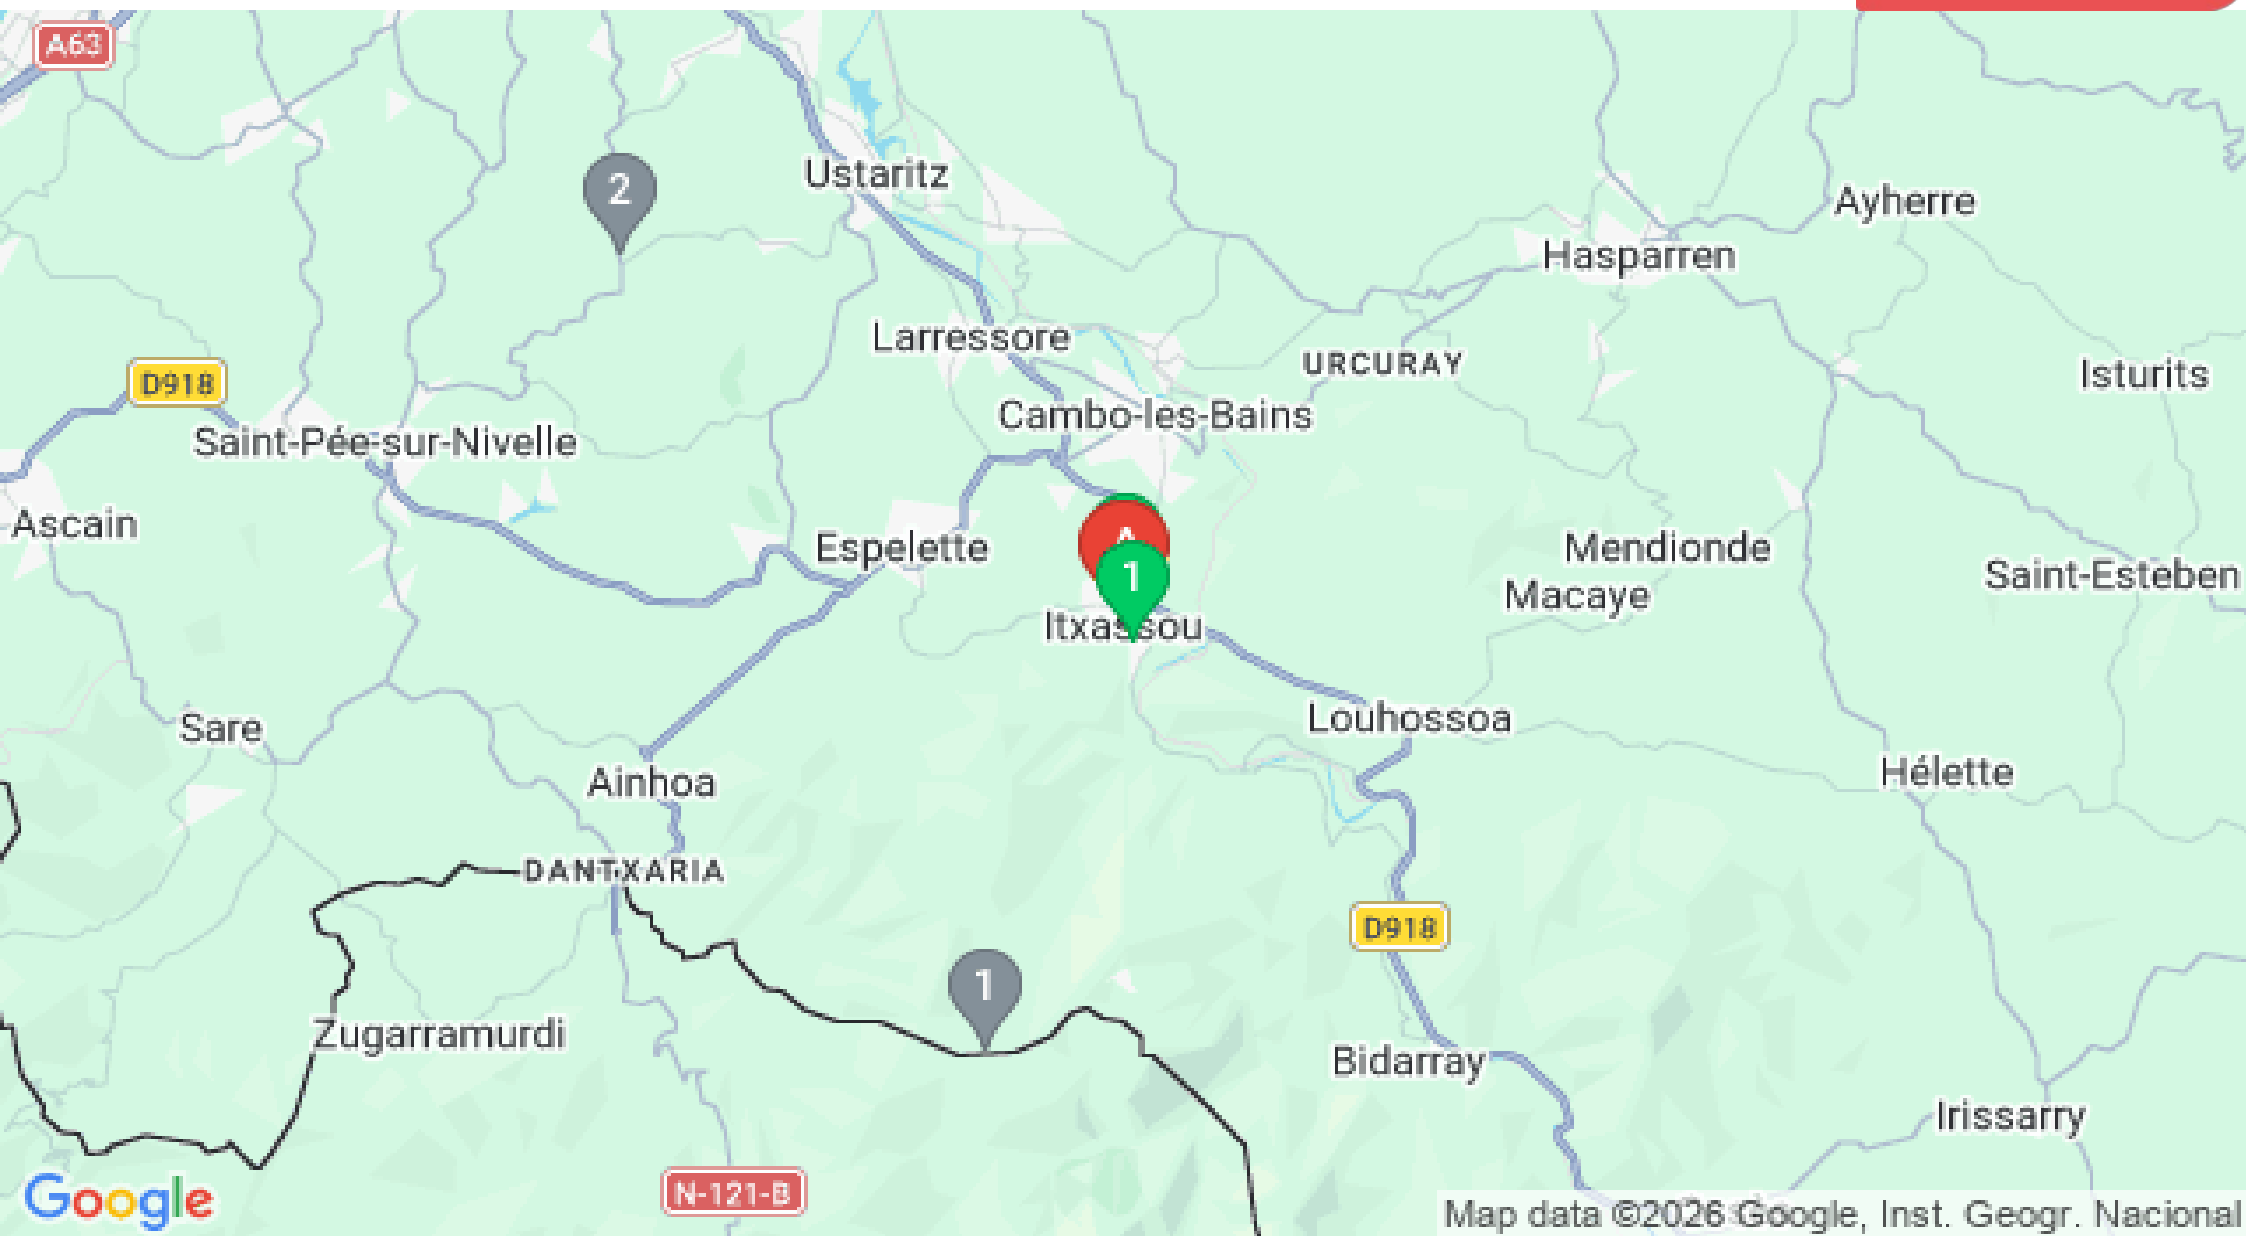 A63
2
Ustaritz
Ayherre
Hasparren
Larressore
URCURAY
Isturits
D918
Cambo-les-Bains
Saint-Pée-sur-Nivelle
Ascain
A
Espelette
1
Mendionde
Saint-Esteben
Macaye
Itxassou
Louhossoa
Sare
Ainhoa
Hélette
DANTXARIA
D918
1
Zugarramurdi
Bidarray
Irissarry
N-121-B
Google
Map data ©2026 Google, Inst. Geogr. Nacional